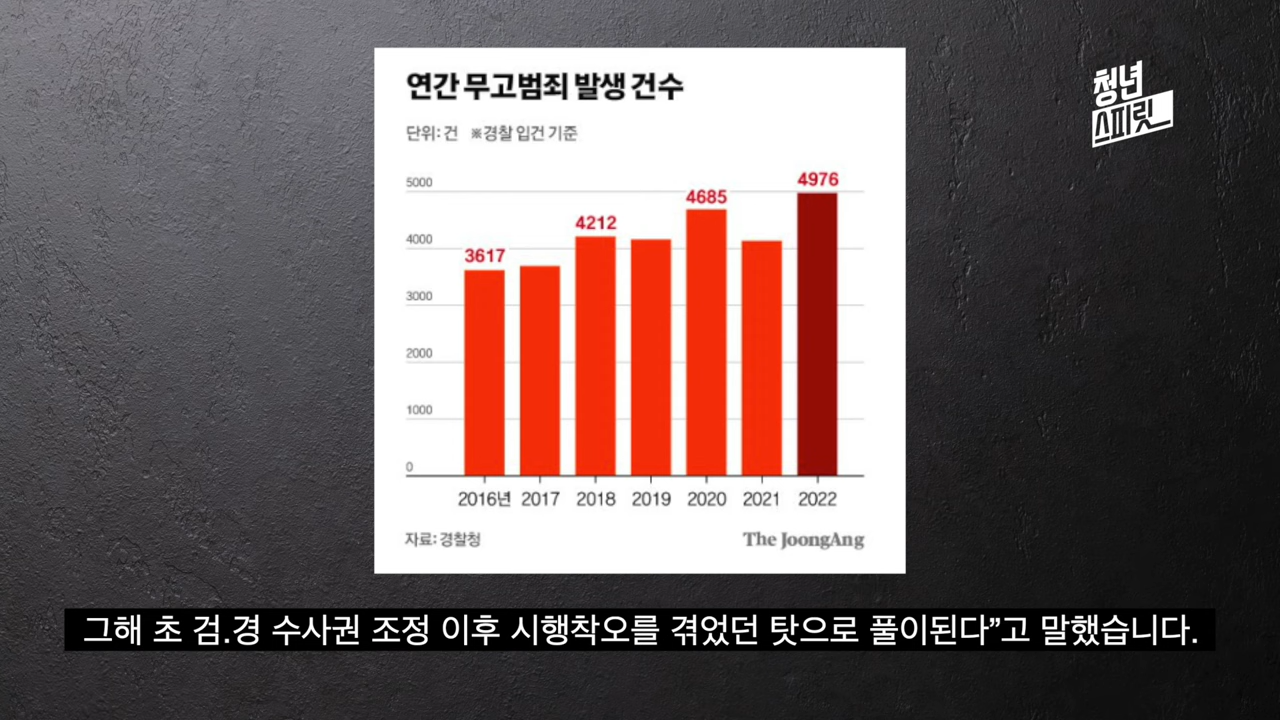 연간 무고범죄 발생 건수
단위: 건 ※경찰 입건 기준
청년
스피릿
5000
4000
3000
2000
1000
0
3617
4212
4685
4976
2016년 2017 2018 2019 2020 2021 2022
자료: 경찰청
The JoongAng
그해 초 검.경 수사권 조정 이후 시행착오를 겪었던 탓으로 풀이된다”고 말했습니다.